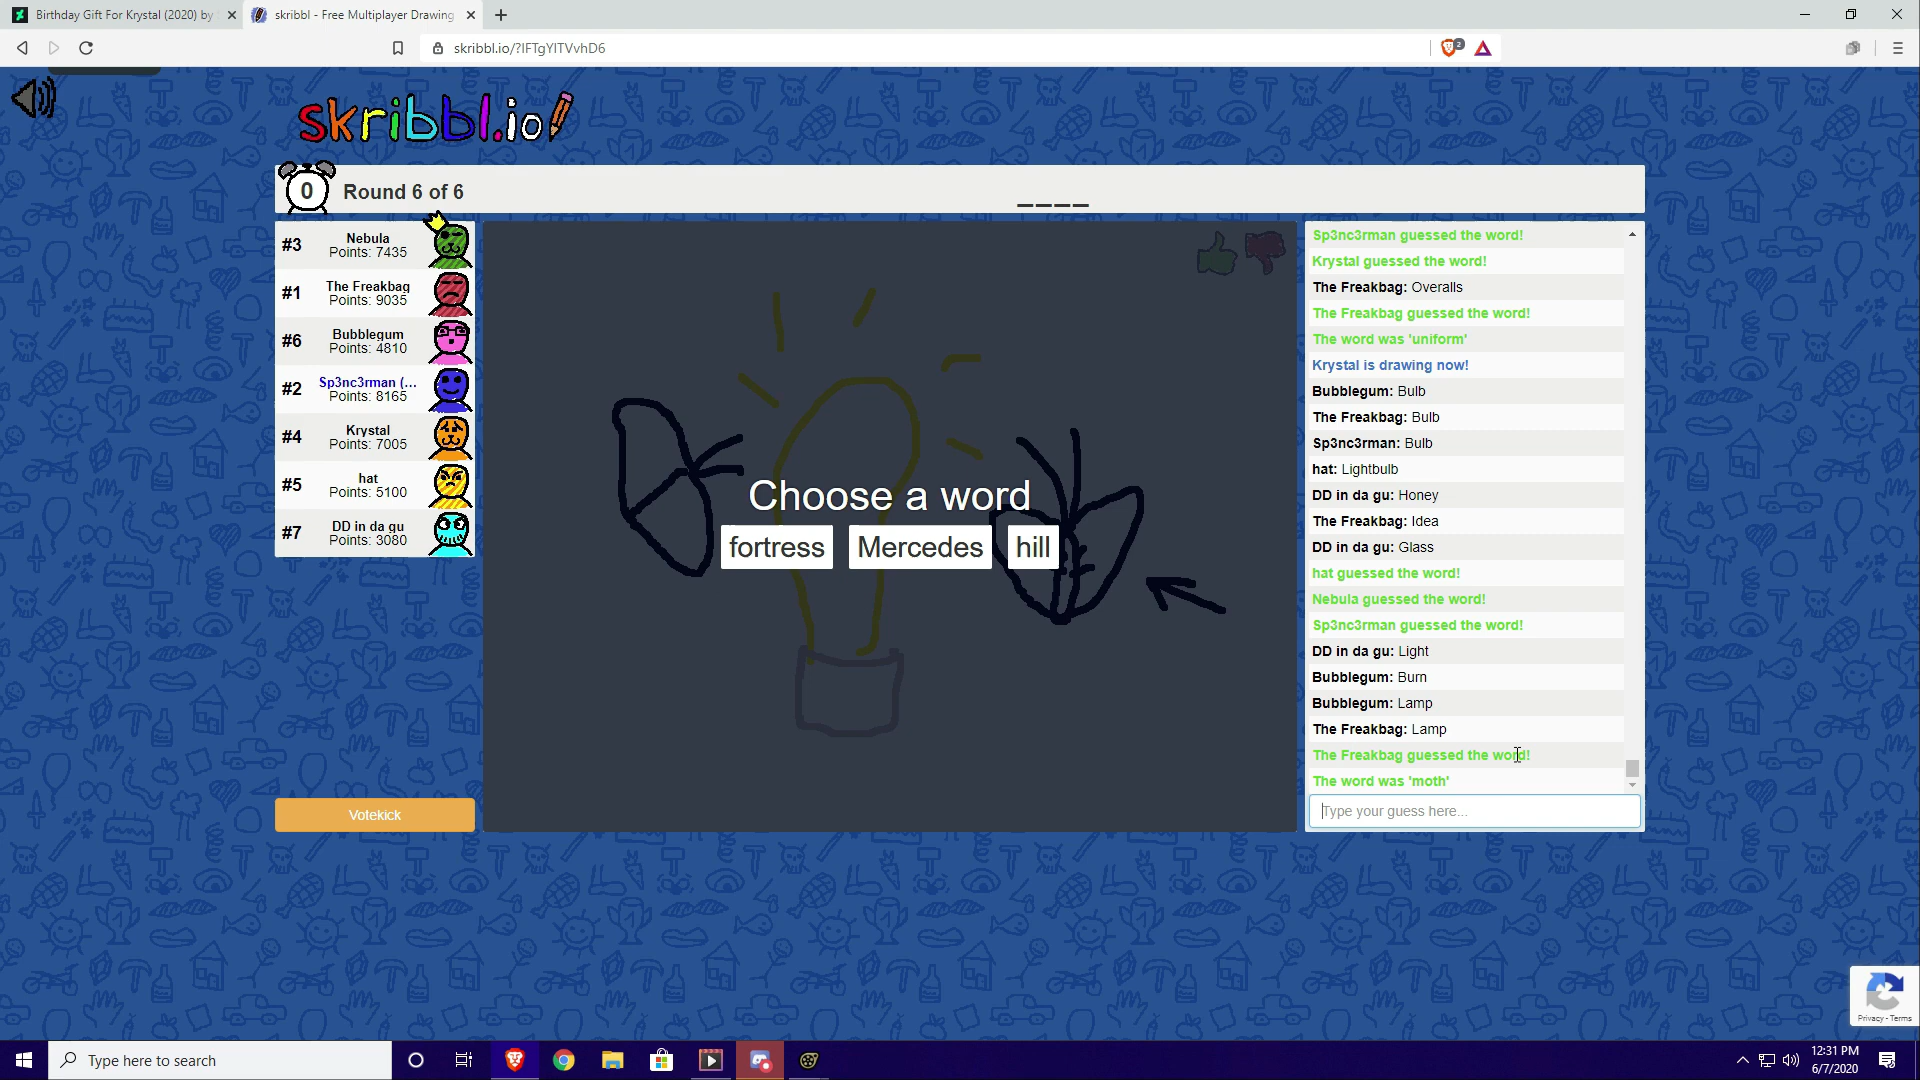 Birthday Gift For Krystal (2020) by
skribbl - Free Multiplayer Drawing
skribbl.io/?IFTgYITVvhD6
2
skribbl.io
0
Round 6 of 6
____
#3 Nebula
Points: 7435
#1 The Freakbag
Points: 9035
#6 Bubblegum
Points: 4810
#2 Sp3nc3rman (...
Points: 8165
#4 Krystal
Points: 7005
#5 hat
Points: 5100
#7 DD in da gu
Points: 3080
Votekick
Choose a word
fortress Mercedes hill
Sp3nc3rman guessed the word!
Krystal guessed the word!
The Freakbag: Overalls
The Freakbag guessed the word!
The word was 'uniform'
Krystal is drawing now!
Bubblegum: Bulb
The Freakbag: Bulb
Sp3nc3rman: Bulb
hat: Lightbulb
DD in da gu: Honey
The Freakbag: Idea
DD in da gu: Glass
hat guessed the word!
Nebula guessed the word!
Sp3nc3rman guessed the word!
DD in da gu: Light
Bubblegum: Burn
Bubblegum: Lamp
The Freakbag: Lamp
The Freakbag guessed the word!
The word was 'moth'
Type your guess here...
Privacy - Terms
Type here to search
12:31 PM
6/7/2020